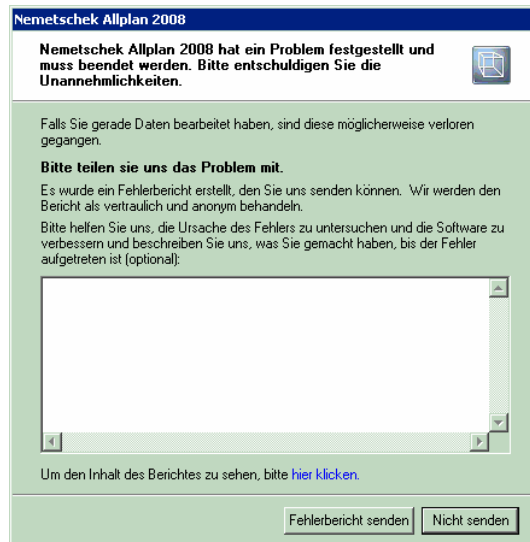 Nemetschek Allplan 2008
Nemetschek Allplan 2008 hat ein Problem festgestellt und
muss beendet werden. Bitte entschuldigen Sie die
Unannehmlichkeiten.
Falls Sie gerade Daten bearbeitet haben, sind diese möglicherweise verloren
gegangen.
Bitte teilen sie uns das Problem mit.
Es wurde ein Fehlerbericht erstellt, den Sie uns senden können. Wir werden den
Bericht als vertraulich und anonym behandeln.
Bitte helfen Sie uns, die Ursache des Fehlers zu untersuchen und die Software zu
verbessern und beschreiben Sie uns, was Sie gemacht haben, bis der Fehler
aufgetreten ist (optional):
Um den Inhalt des Berichtes zu sehen, bitte hier klicken.
Fehlerbericht senden
Nicht senden